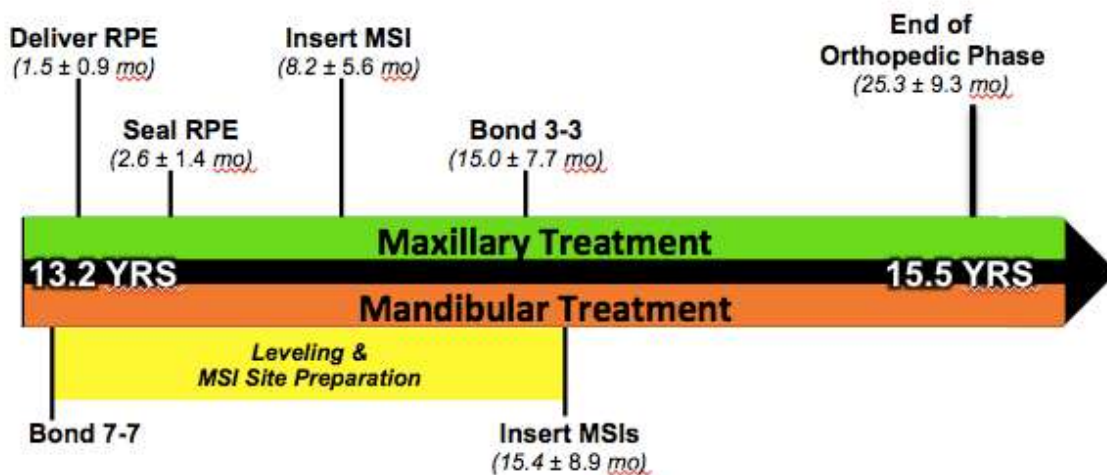 Deliver RPE
(1.5 ± 0.9 mo)
Insert MSI
(8.2 ± 5.6 mo)
End of
Orthopedic Phase
(25.3 ± 9.3 mo)
Seal RPE
(2.6 ± 1.4 mo)
Bond 3-3
(15.0 ± 7.7 mo)
Maxillary Treatment
13.2 YRS
15.5 YRS
Mandibular Treatment
Leveling &
MSI Site Preparation
Bond 7-7
Insert MSIs
(15.4 ± 8.9 mo)